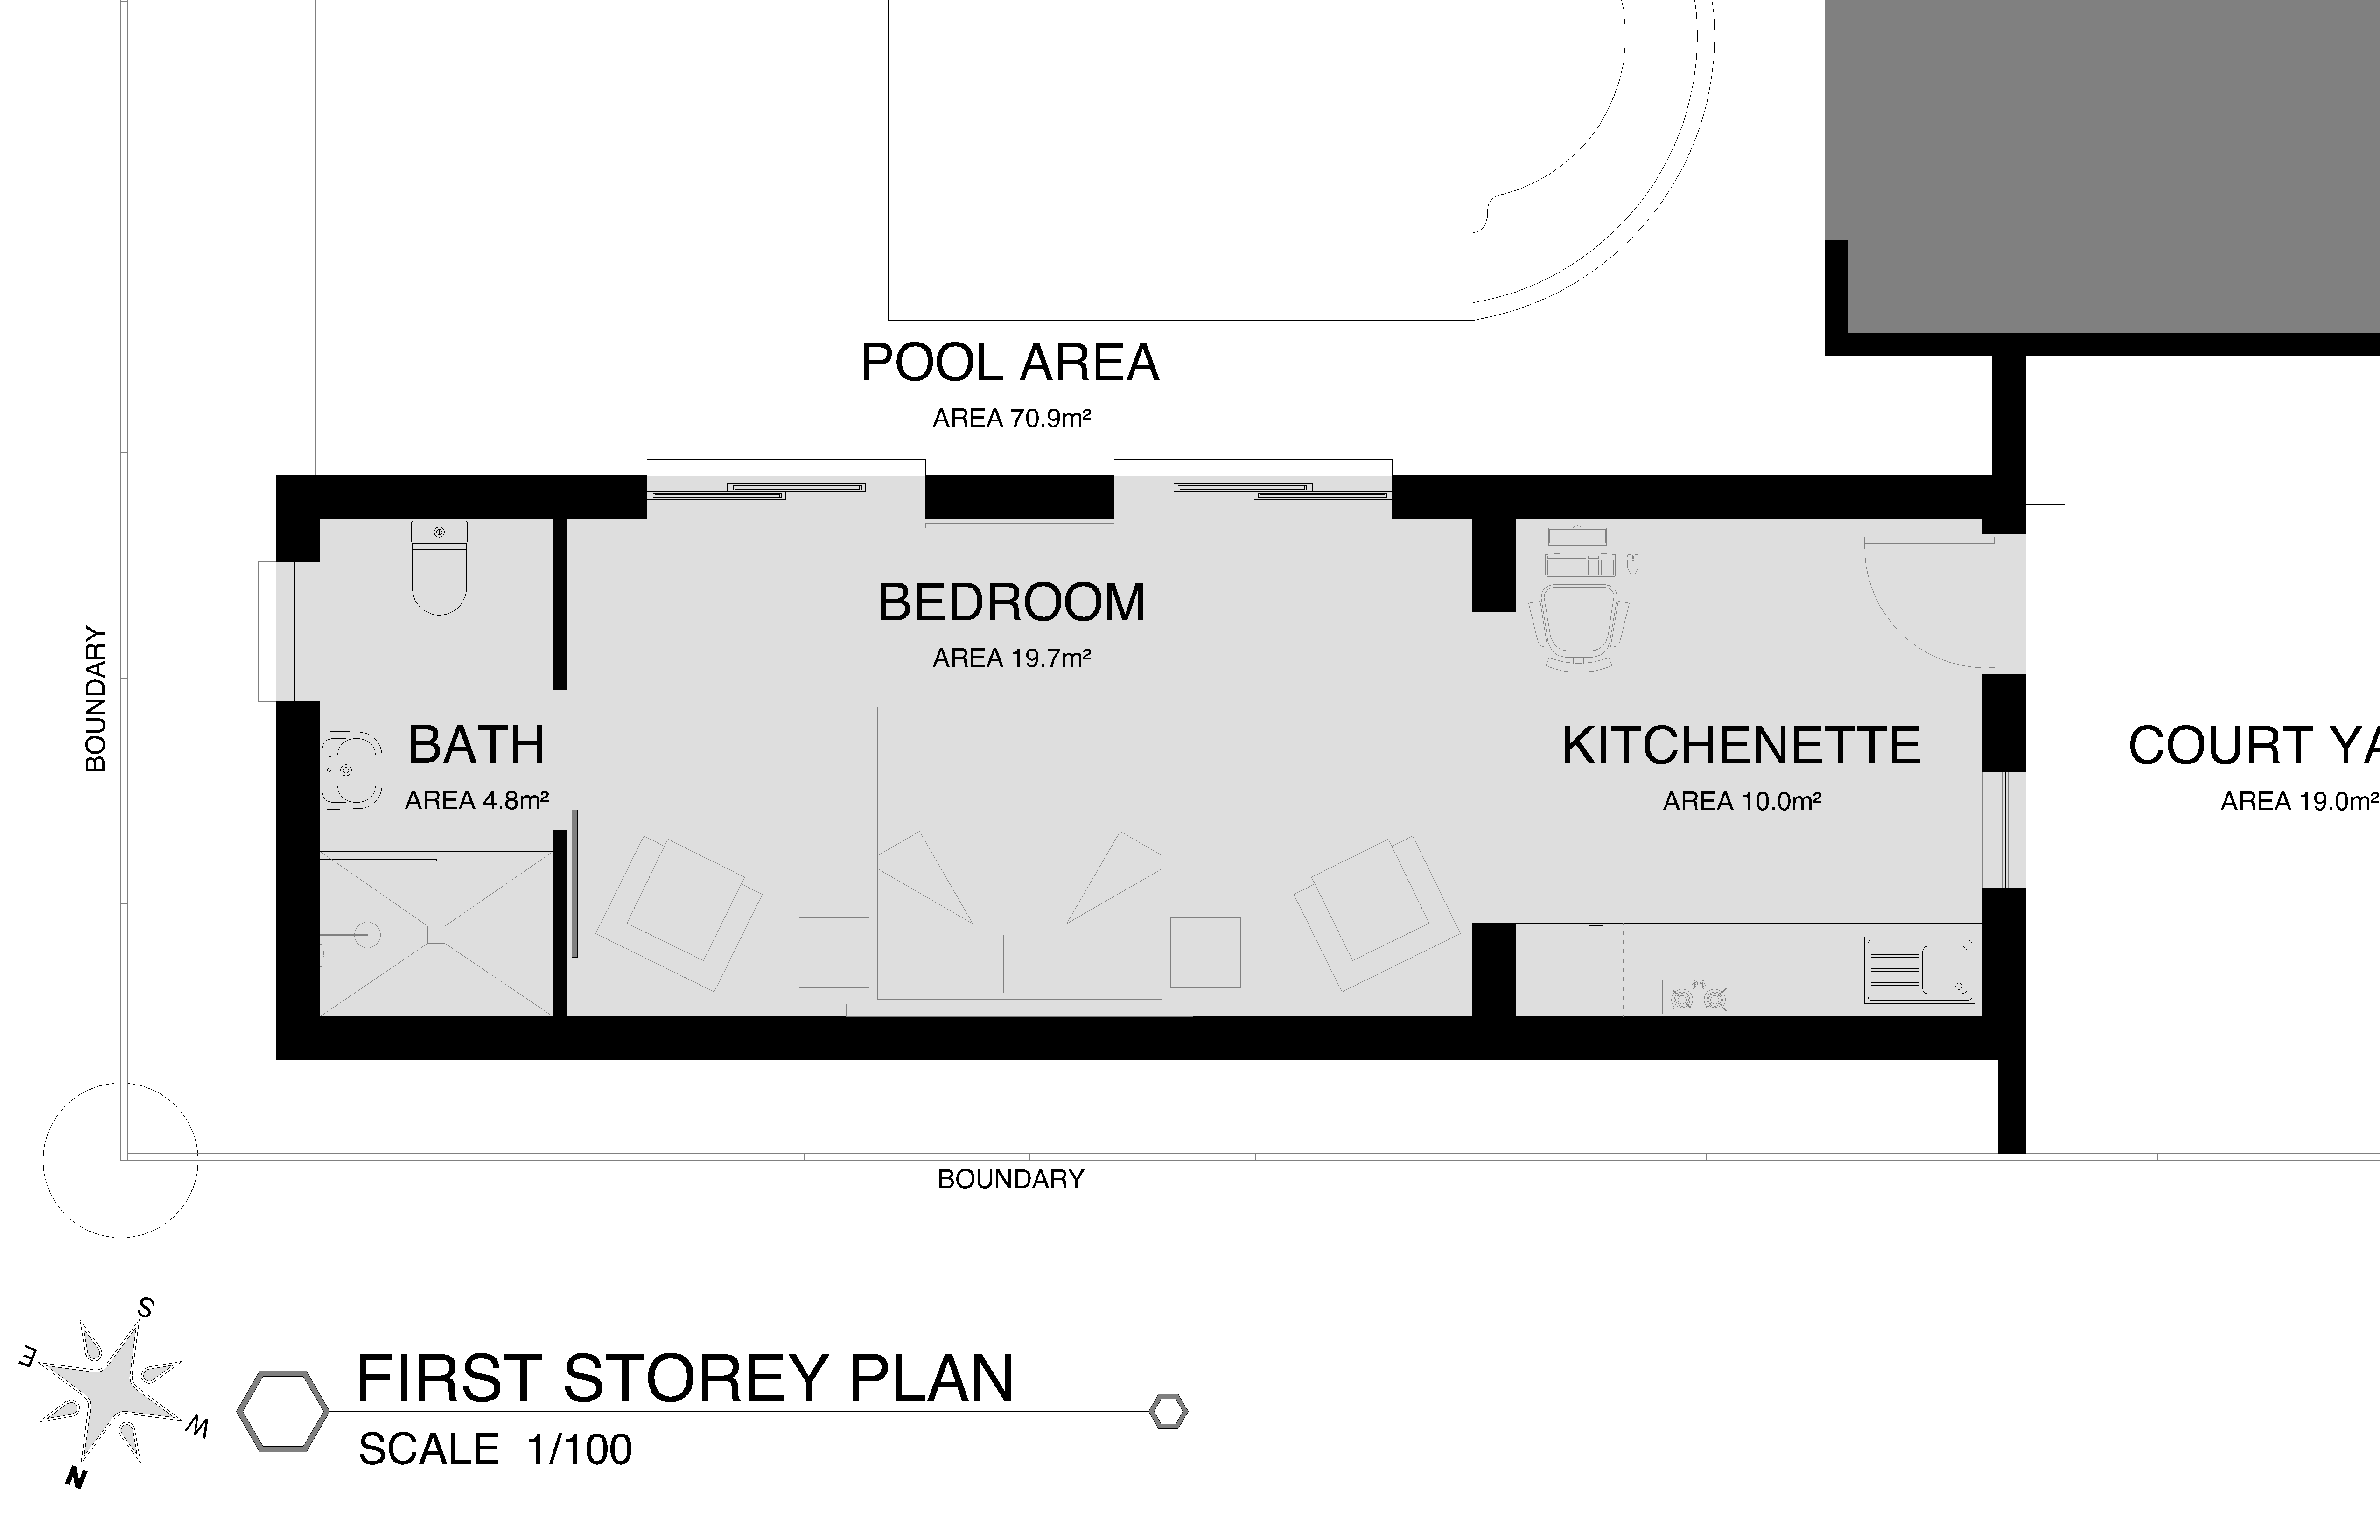 POOL AREA
AREA 70.9m²
BEDROOM
AREA 19.7m²
BATH
AREA 4.8m²
KITCHENETTE
AREA 10.0m²
COURT YA
AREA 19.0m²
BOUNDARY
BOUNDARY
S
E
W
N
FIRST STOREY PLAN
SCALE 1/100